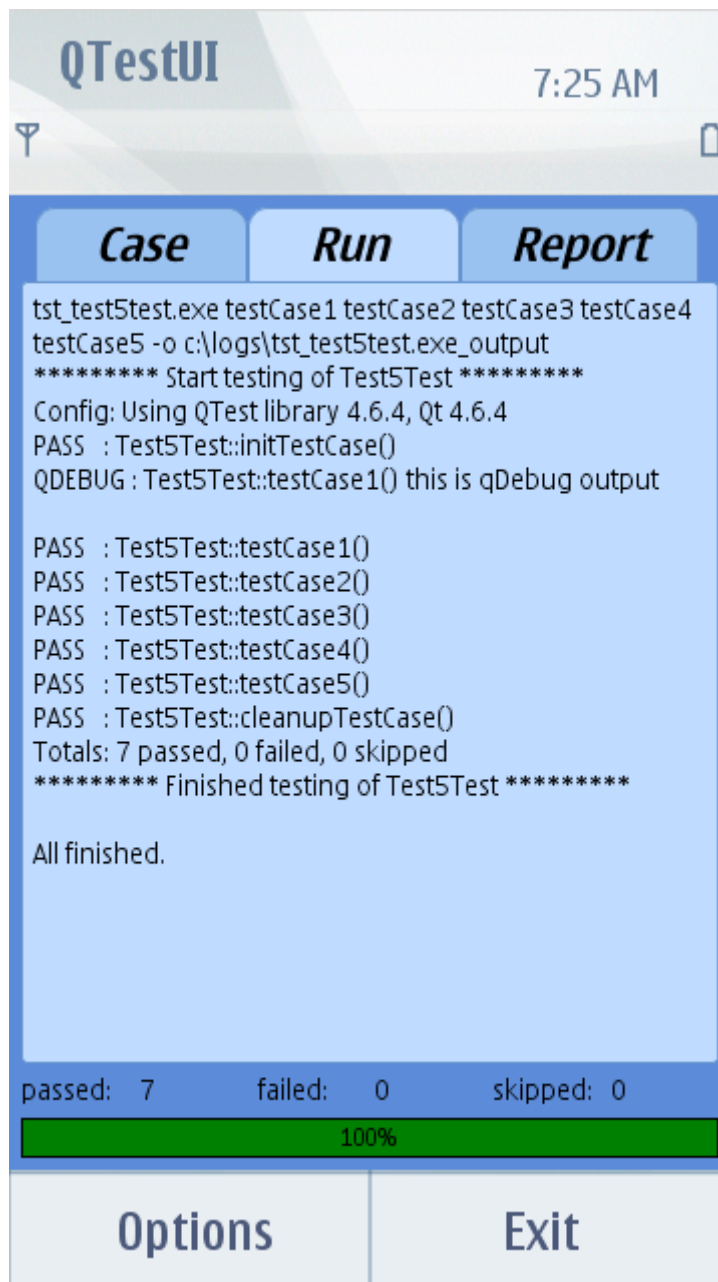 QTestUI
7:25 AM
Case Run Report
tst_test5test.exe testCase1 testCase2 testCase3 testCase4
testCase5 -o c:\logs\tst_test5test.exe_output
********* Start testing of Test5Test *********
Config: Using QTest library 4.6.4, Qt 4.6.4
PASS : Test5Test::initTestCase()
QDEBUG : Test5Test::testCase1() this is qDebug output
PASS : Test5Test::testCase1()
PASS : Test5Test::testCase2()
PASS : Test5Test::testCase3()
PASS : Test5Test::testCase4()
PASS : Test5Test::testCase5()
PASS : Test5Test::cleanupTestCase()
Totals: 7 passed, 0 failed, 0 skipped
********* Finished testing of Test5Test *********
All finished.
passed: 7 failed: 0 skipped: 0
100%
Options Exit